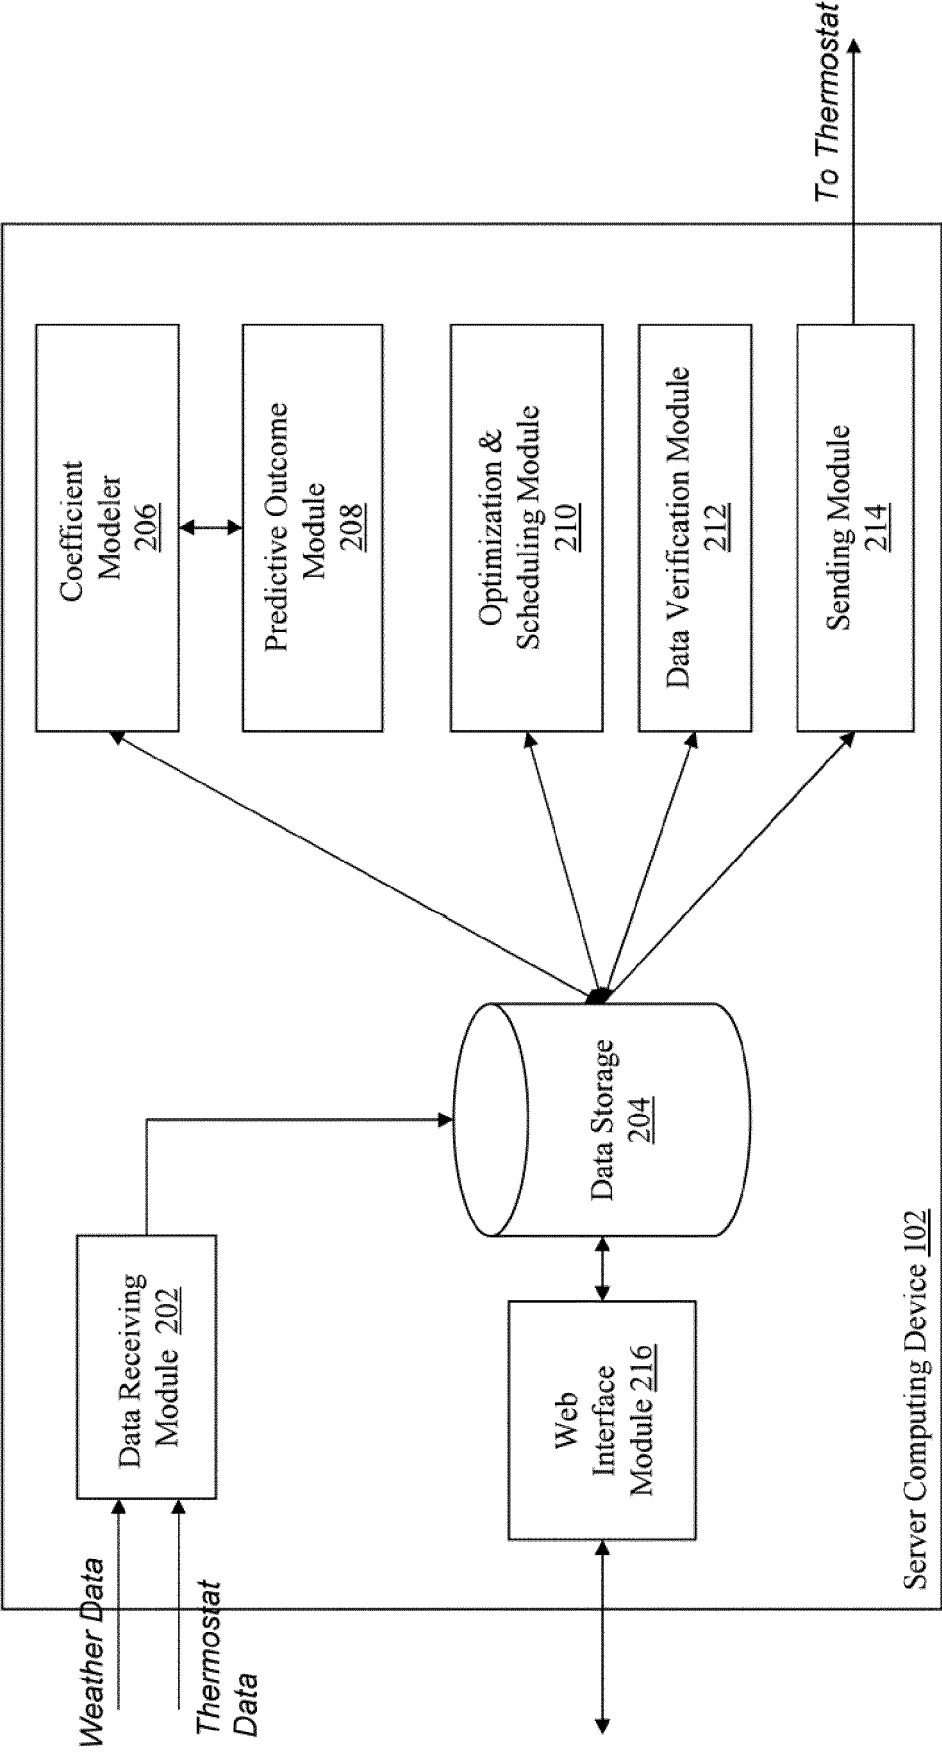 Weather Data
Thermostat
Data
Data Receiving
Module 202
Web
Interface
Module 216
Data Storage
204
Coefficient
Modeler
206
Predictive Outcome
Module
208
Optimization &
Scheduling Module
210
Data Verification Module
212
Sending Module
214
To Thermostat
Server Computing Device 102